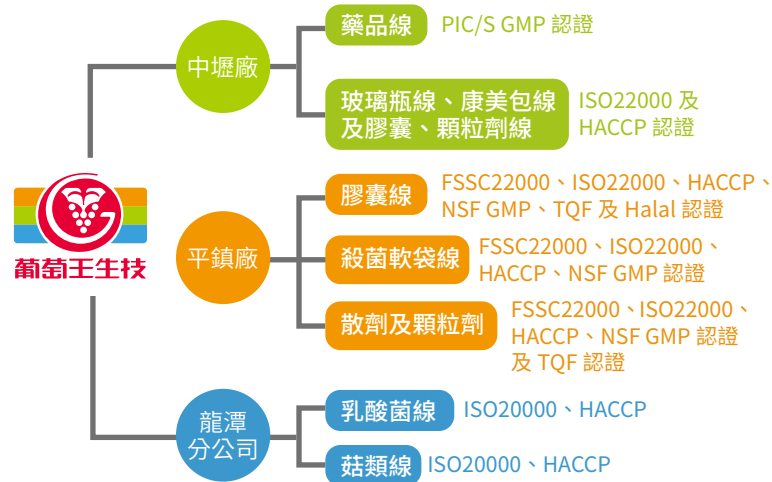 葡萄王生技
中壢廠
藥品線
PIC/S GMP 認證
玻璃瓶線、康美包線
及膠囊、顆粒劑線
ISO22000 及
HACCP 認證
平鎮廠
膠囊線
FSSC22000、ISO22000、HACCP、
NSF GMP、TQF 及 Halal 認證
殺菌軟袋線
FSSC22000、ISO22000、
HACCP、NSF GMP 認證
散劑及顆粒劑
FSSC22000、ISO22000、
HACCP、NSF GMP 認證
及 TQF 認證
龍潭
分公司
乳酸菌線
ISO20000、HACCP
菇類線
ISO20000、HACCP